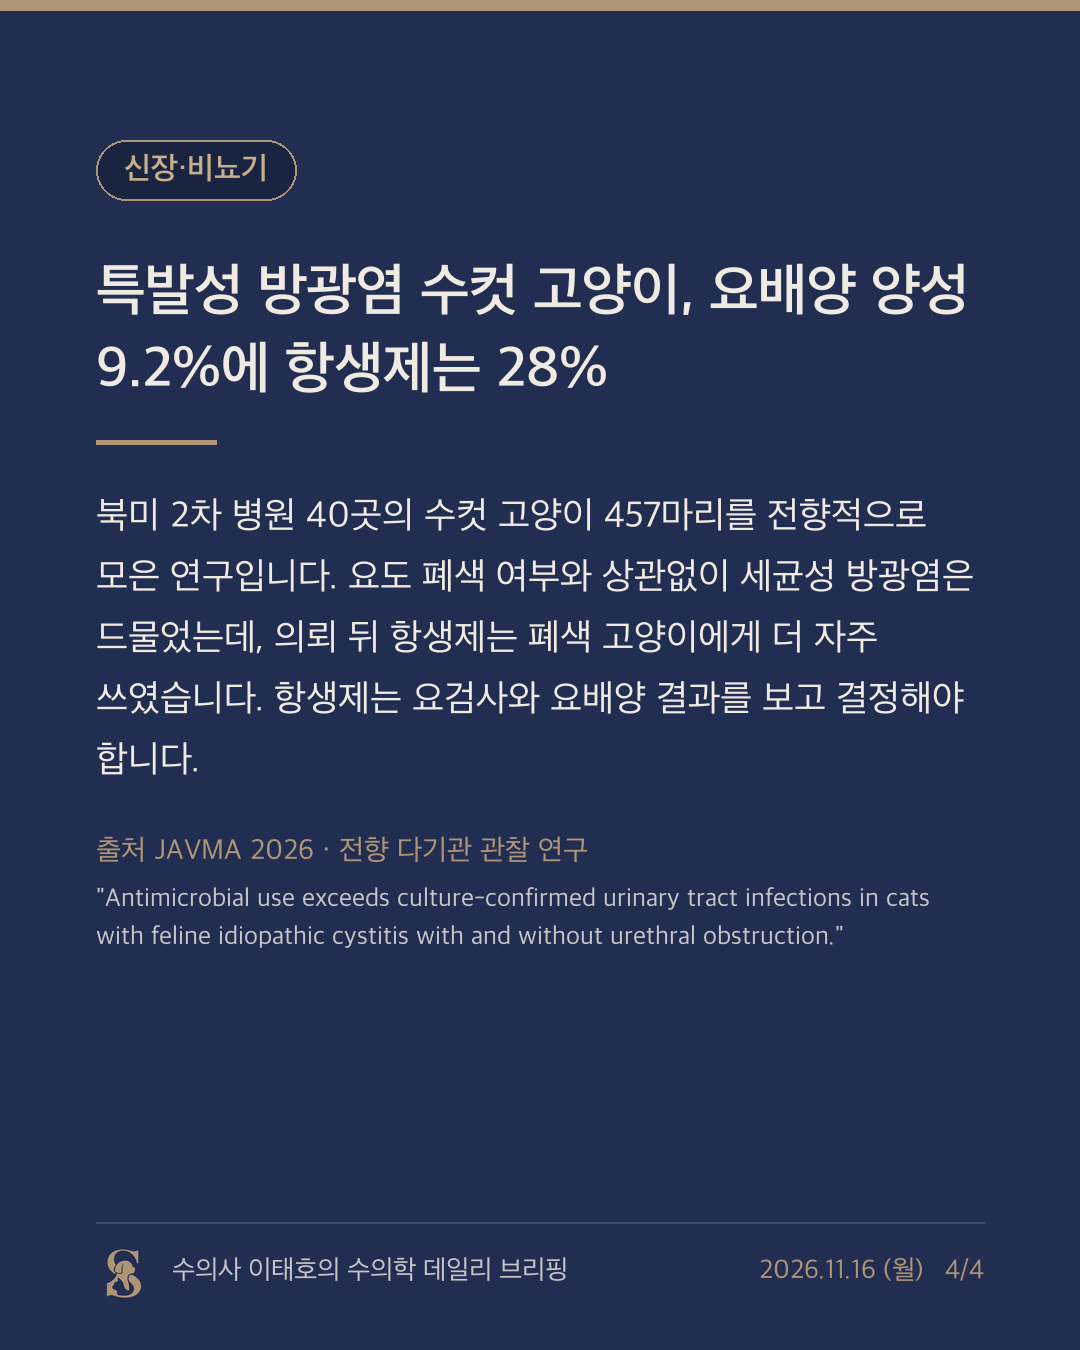 신장·비뇨기
특발성 방광염 수컷 고양이, 요배양 양성
9.2%에 항생제는 28%
북미 2차 병원 40곳의 수컷 고양이 457마리를 전향적으로
모은 연구입니다. 요도 폐색 여부와 상관없이 세균성 방광염은
드물었는데, 의뢰 뒤 항생제는 폐색 고양이에게 더 자주
쓰였습니다. 항생제는 요검사와 요배양 결과를 보고 결정해야
합니다.
출처 JAVMA 2026 · 전향 다기관 관찰 연구
"Antimicrobial use exceeds culture-confirmed urinary tract infections in cats
with feline idiopathic cystitis with and without urethral obstruction."
수의사 이태호의 수의학 데일리 브리핑 2026.11.16 (월) 4/4